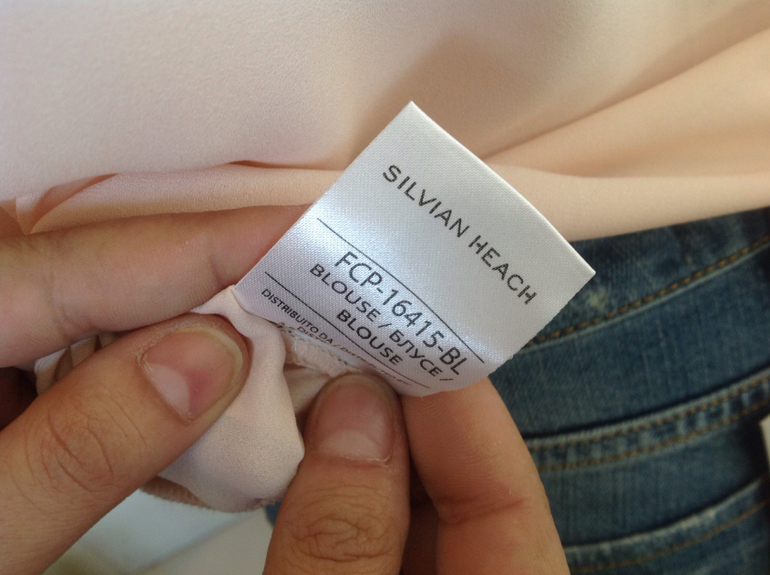 SILVIAN HEACH
FCP-16415-BL
BLOUSE / БЛУСЕ /
BLOUSE
DISTRIBUITO DA /